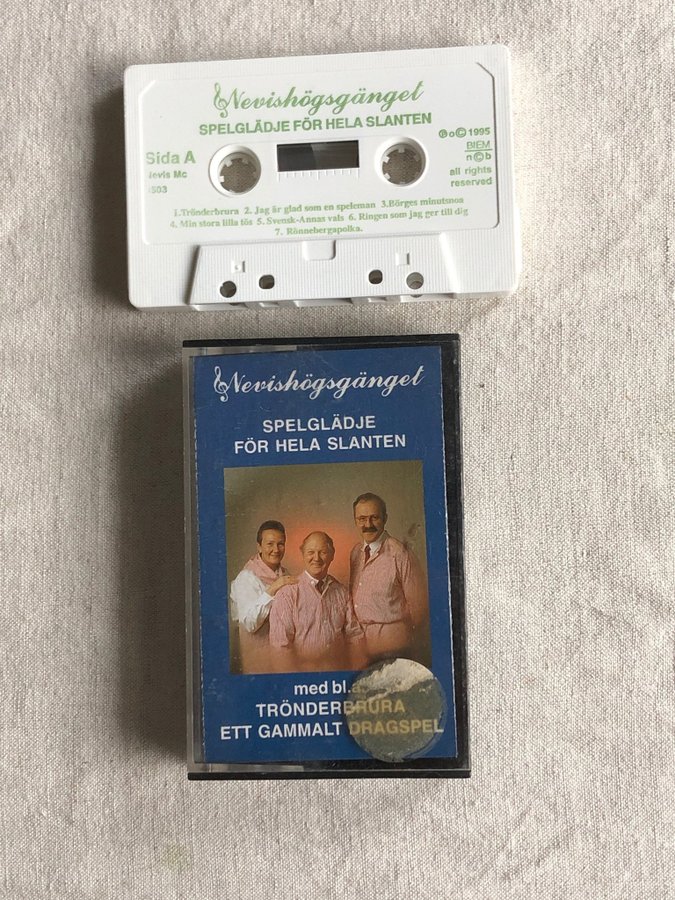 Nevishögsgänget
SPELGLÄDJE FÖR HELA SLANTEN
Sida A
Nevis Mc
503
℗ o © 1995
BIEM
n©b
all rights
reserved
1.Trönderbrura 2. Jag är glad som en speleman 3.Börges minutsnoa
4. Min stora lilla tös 5. Svensk-Annas vals 6. Ringen som jag ger till dig
7. Rönnebergapolka.
Nevishögsgänget
SPELGLÄDJE
FÖR HELA SLANTEN
med bl.a.
TRÖNDERBRURA
ETT GAMMALT DRAGSPEL